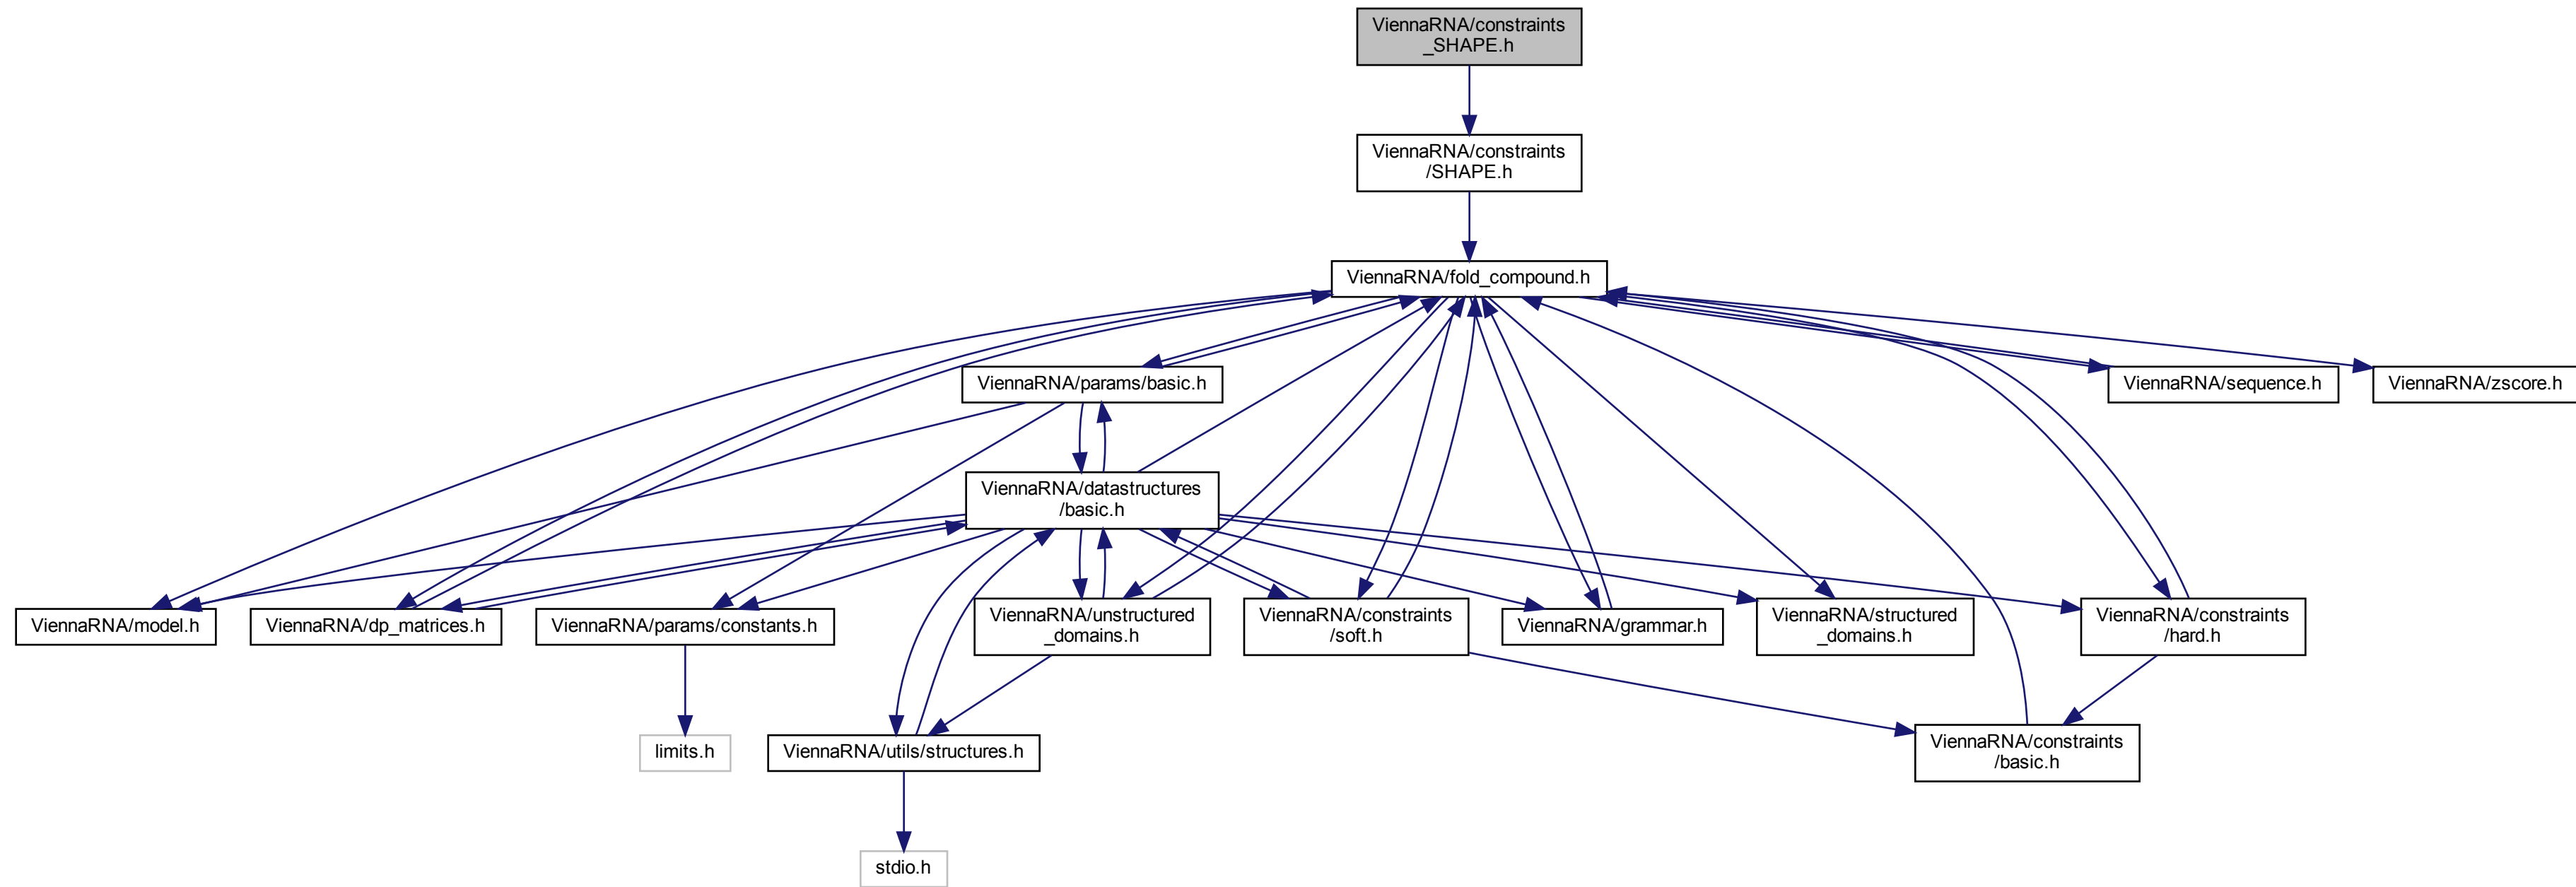 ViennaRNA/constraints
_SHAPE.h
ViennaRNA/constraints
/SHAPE.h
ViennaRNA/fold_compound.h
ViennaRNA/params/basic.h
ViennaRNA/sequence.h
ViennaRNA/zscore.h
ViennaRNA/datastructures
/basic.h
ViennaRNA/model.h
ViennaRNA/dp_matrices.h
ViennaRNA/params/constants.h
ViennaRNA/unstructured
_domains.h
ViennaRNA/constraints
/soft.h
ViennaRNA/grammar.h
ViennaRNA/structured
_domains.h
ViennaRNA/constraints
/hard.h
limits.h
ViennaRNA/utils/structures.h
ViennaRNA/constraints
/basic.h
stdio.h